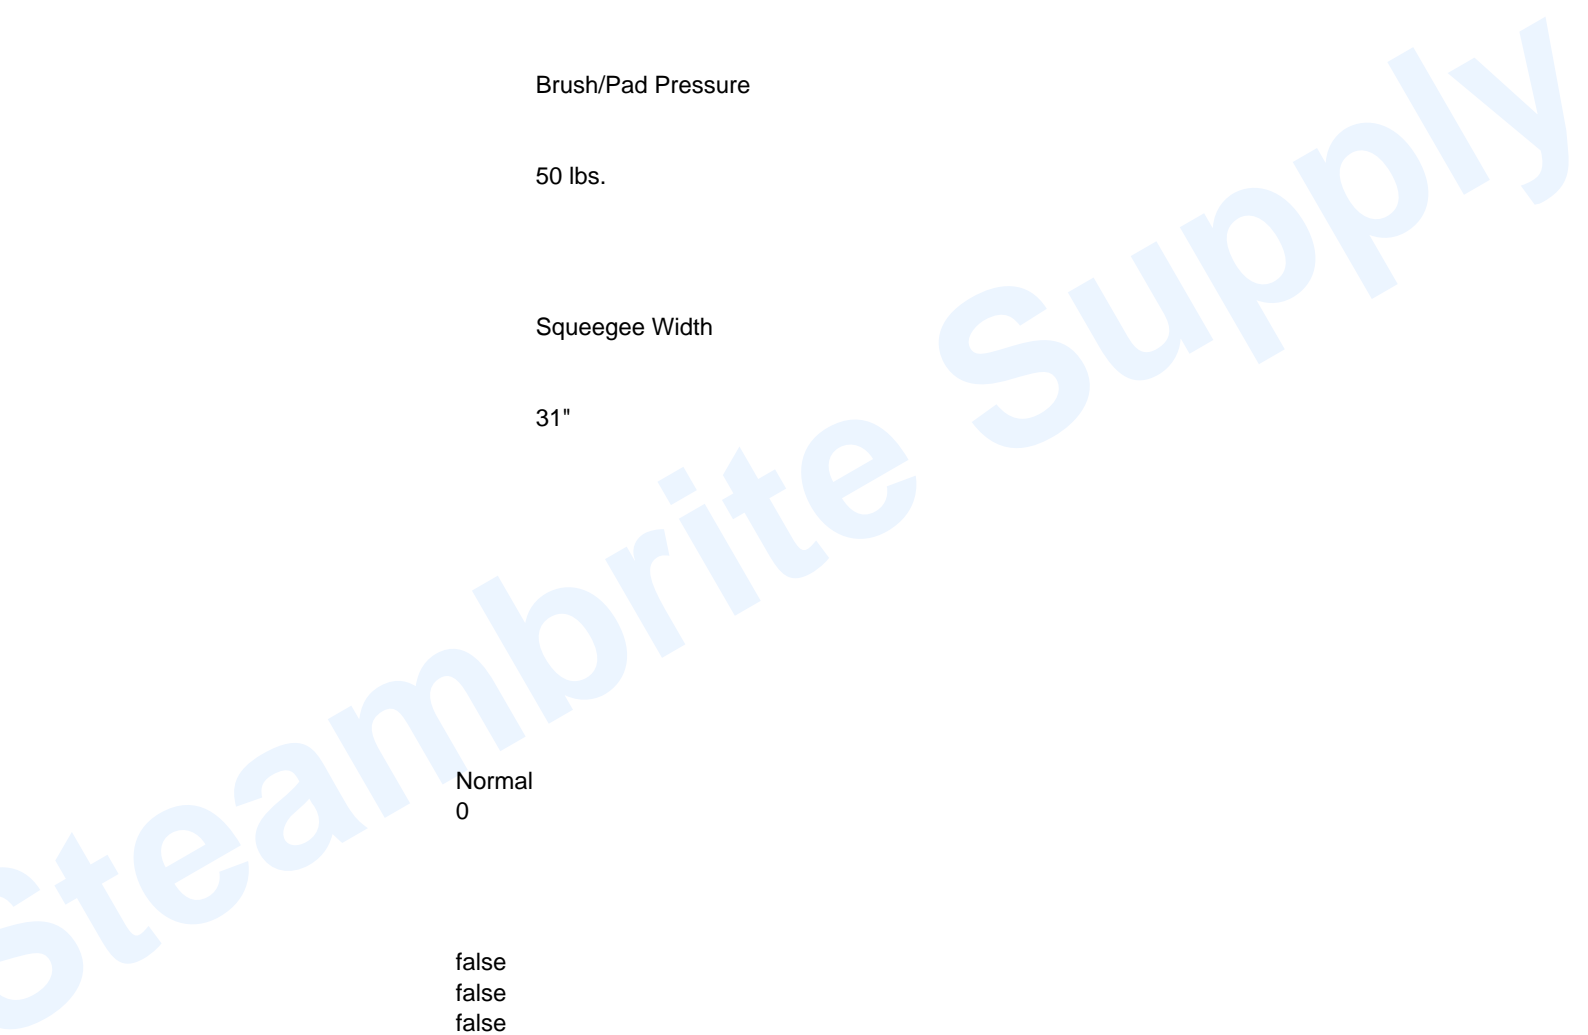 Brush/Pad Pressure
50 lbs.
Squeegee Width
31"
Normal
0
false
false
false
Steambrite Supply